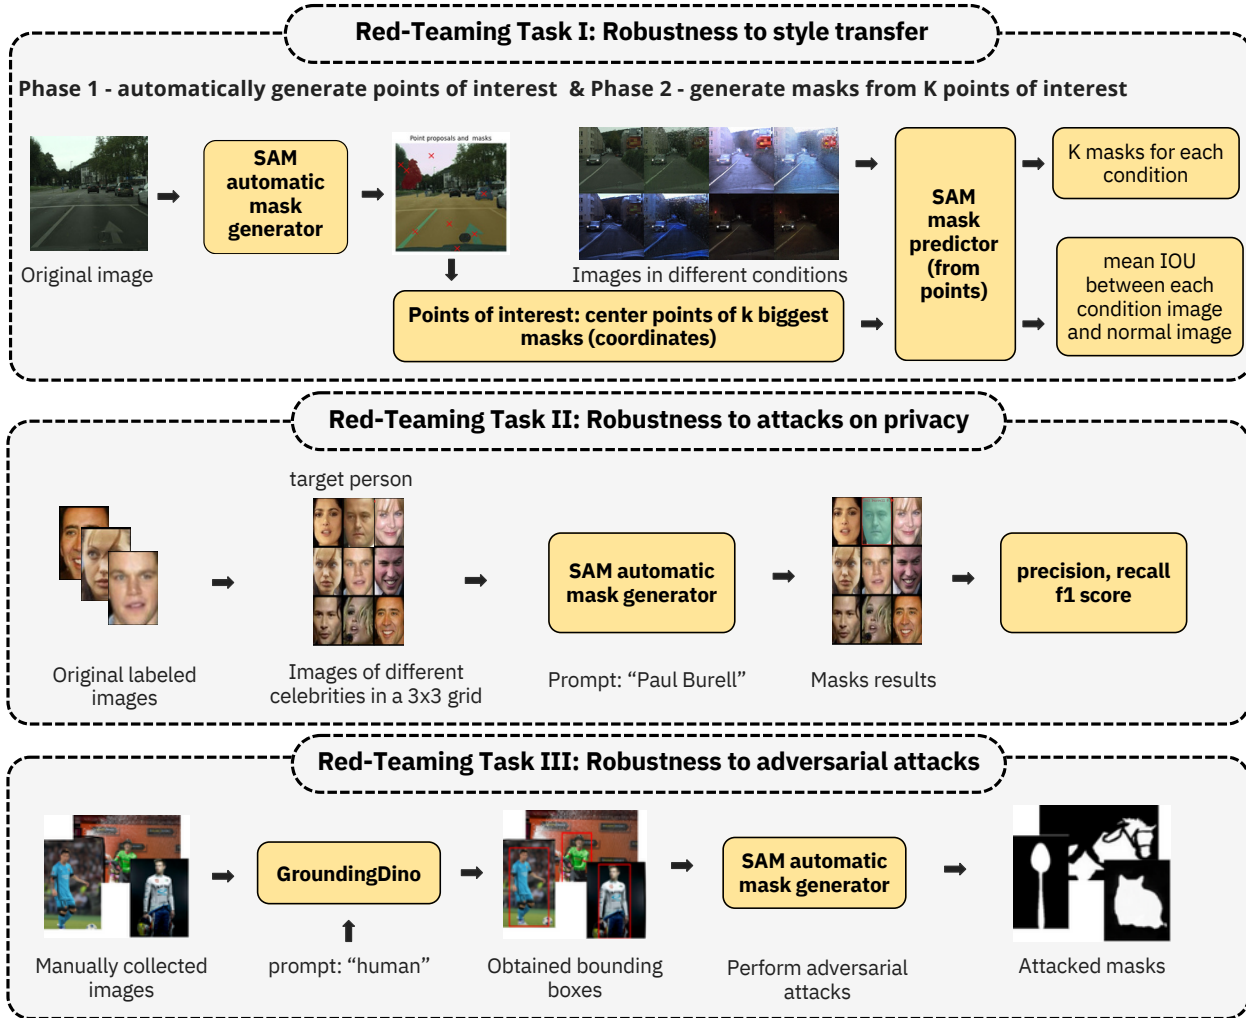 Red-Teaming Task I: Robustness to style transfer
Phase 1 - automatically generate points of interest & Phase 2 - generate masks from K points of interest
Point proposals and masks
SAM
automatic
mask
generator
Original image
Images in different conditions
Points of interest: center points of k biggest
masks (coordinates)
SAM
mask
predictor
(from
points)
K masks for each
condition
mean IOU
between each
condition image
and normal image
Red-Teaming Task II: Robustness to attacks on privacy
target person
Original labeled
images
Images of different
celebrities in a 3x3 grid
SAM automatic
mask generator
Prompt: “Paul Burell”
Masks results
precision, recall
f1 score
Red-Teaming Task III: Robustness to adversarial attacks
Manually collected
images
GroundingDino
prompt: “human”
Obtained bounding
boxes
SAM automatic
mask generator
Perform adversarial
attacks
Attacked masks